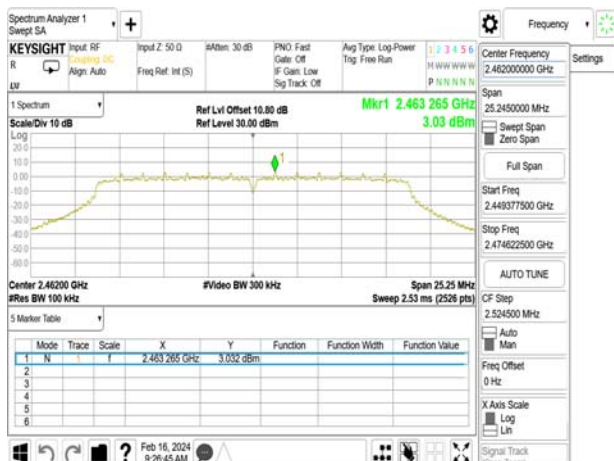 Spectrum Analyzer 1
Swept SA
Frequency
KEYSIGHT Input: RF
Coupling: DC
Align: Auto
R
Input Z: 50 Ω
Freq Ref: Int (S)
#Atten: 30 dB
PNO: Fast
Gate: Off
IF Gain: Low
Sig Track: Off
Avg Type: Log-Power
Trig: Free Run
1 2 3 4 5 6
M W W W W W
P N N N N N
1 Spectrum
Scale/Div 10 dB
Ref Lvl Offset 10.80 dB
Ref Level 30.00 dBm
Mkr1 2.463 265 GHz
3.03 dBm
Log
20.0
10.0
0.00
-10.0
-20.0
-30.0
-40.0
-50.0
-60.0
1
Center 2.46200 GHz
#Res BW 100 kHz
#Video BW 300 kHz
Span 25.25 MHz
Sweep 2.53 ms (2526 pts)
5 Marker Table
Mode Trace Scale X Y Function Function Width Function Value
1 N 1 f 2.463 265 GHz 3.032 dBm
2
3
4
5
6
Feb 16, 2024
9:26:45 AM
Center Frequency
2.462000000 GHz
Settings
Span
25.2450000 MHz
Swept Span
Zero Span
Full Span
Start Freq
2.449377500 GHz
Stop Freq
2.474622500 GHz
AUTO TUNE
CF Step
2.524500 MHz
Auto
Man
Freq Offset
0 Hz
X Axis Scale
Log
Lin
Signal Track